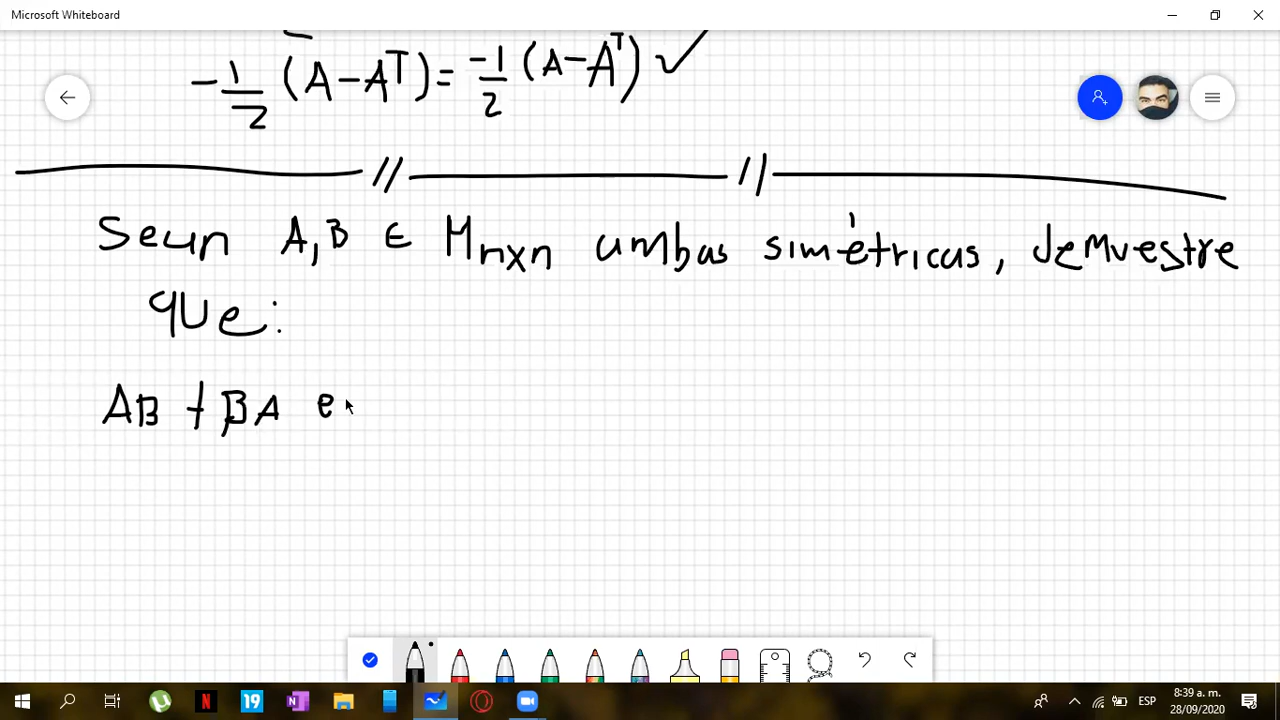 Microsoft Whiteboard
-1/2 (A-A^T) = -1/2 (A-A^T) ✓
Sean A,B ∈ Mnxn ambas simétricas, demuestre
que:
AB + BA e
19
ESP
8:39 a. m.
28/09/2020